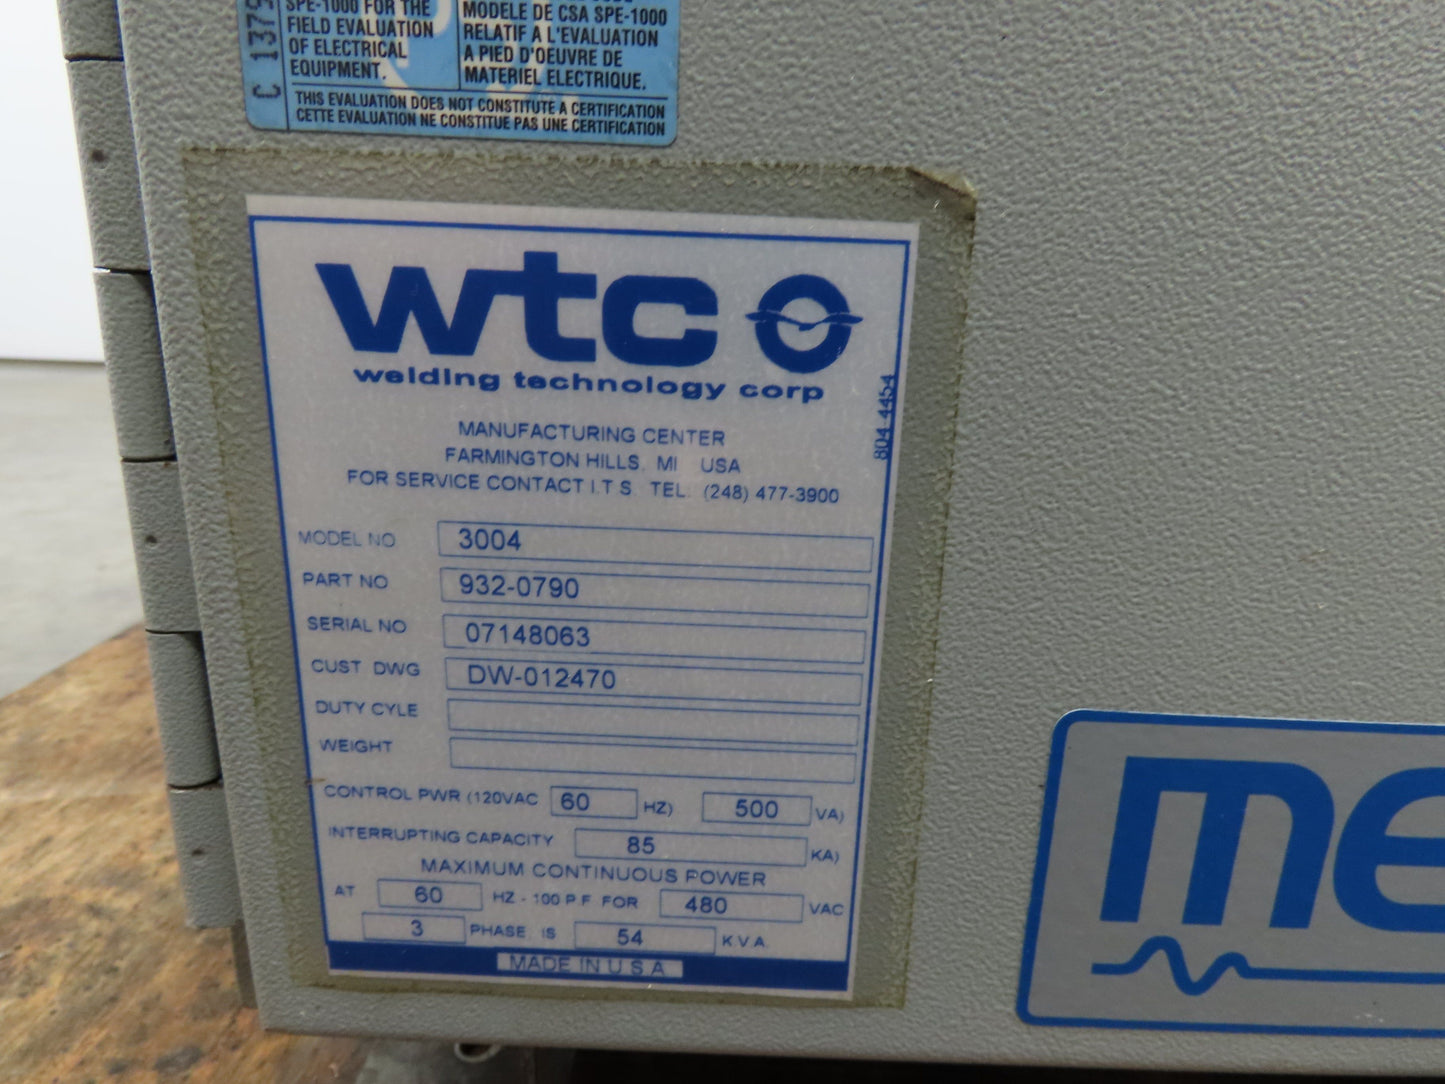 SPE-1000 FOR THE
FIELD EVALUATION
OF ELECTRICAL
EQUIPMENT.
MODELE DE CSA SPE-1000
RELATIF A L'EVALUATION
A PIED D'OEUVRE DE
MATERIEL ELECTRIQUE.
THIS EVALUATION DOES NOT CONSTITUTE A CERTIFICATION
CETTE EVALUATION NE CONSTITUE PAS UNE CERTIFICATION
wtc
welding technology corp
804-4454
MANUFACTURING CENTER
FARMINGTON HILLS, MI USA
FOR SERVICE CONTACT I.T.S. TEL. (248) 477-3900
MODEL NO 3004
PART NO 932-0790
SERIAL NO 07148063
CUST DWG DW-012470
DUTY CYLE
WEIGHT
CONTROL PWR (120VAC 60 HZ) 500 VA)
INTERRUPTING CAPACITY 85 KA)
MAXIMUM CONTINUOUS POWER
AT 60 HZ - 100 P F FOR 480 VAC
3 PHASE, IS 54 K.V.A.
MADE IN U S A
me